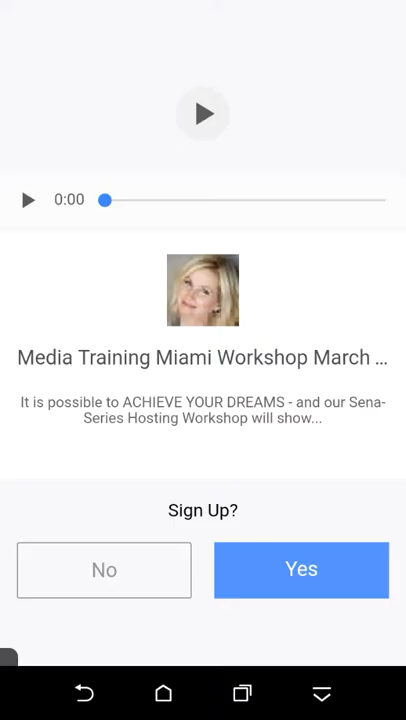 0:00
Media Training Miami Workshop March ...
It is possible to ACHIEVE YOUR DREAMS - and our Sena-
Series Hosting Workshop will show...
Sign Up?
No
Yes